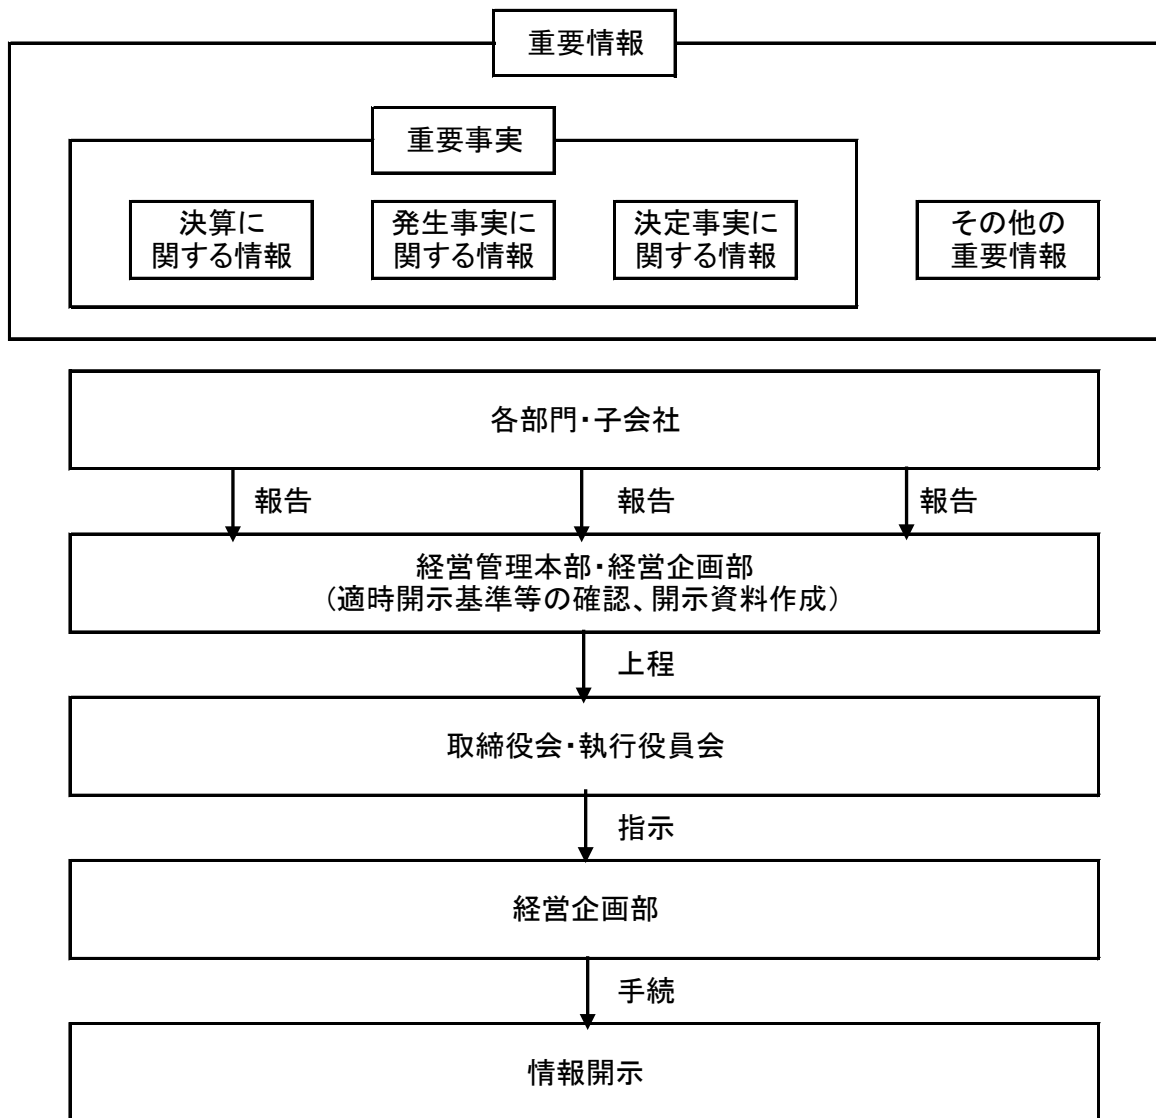 重要情報
重要事実
決算に
関する情報
発生事実に
関する情報
決定事実に
関する情報
その他の
重要情報
各部門・子会社
報告
報告
報告
経営管理本部・経営企画部
（適時開示基準等の確認、開示資料作成）
上程
取締役会・執行役員会
指示
経営企画部
手続
情報開示